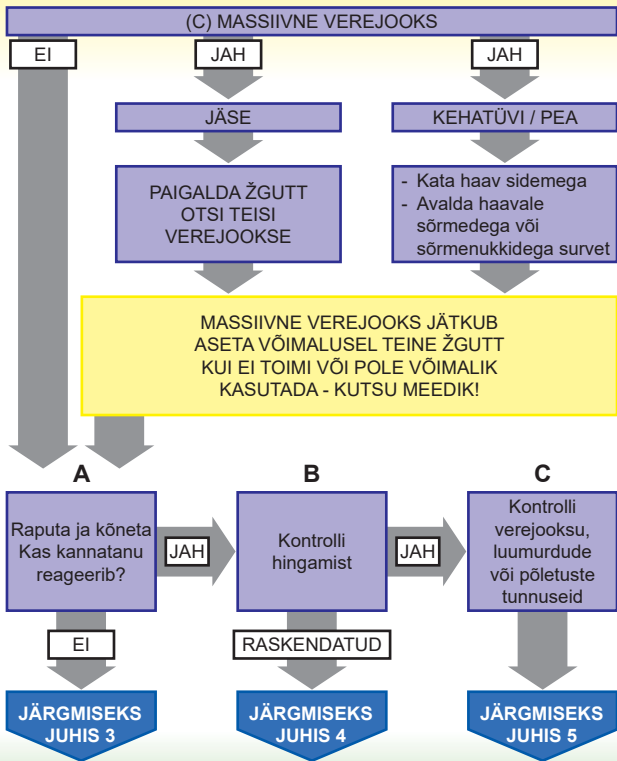 (C) MASSIIVNE VEREJOOKS
EI
JAH
JAH
JÄSE
KEHATÜVI / PEA
PAIGALDA ŽGUTT
OTSI TEISI
VEREJOOKSE
- Kata haav sidemega
- Avalda haavale
sõrmedega või
sõrmenukkidega survet
MASSIIVNE VEREJOOKS JÄTKUB
ASETA VÕIMALUSEL TEINE ŽGUTT
KUI EI TOIMI VÕI POLE VÕIMALIK
KASUTADA - KUTSU MEEDIK!
A
Raputa ja kõneta
Kas kannatanu
reageerib?
JAH
B
Kontrolli
hingamist
JAH
C
Kontrolli
verejooksu,
luumurdude
või põletuste
tunnuseid
EI
RASKENDATUD
JÄRGMISEKS
JUHIS 3
JÄRGMISEKS
JUHIS 4
JÄRGMISEKS
JUHIS 5